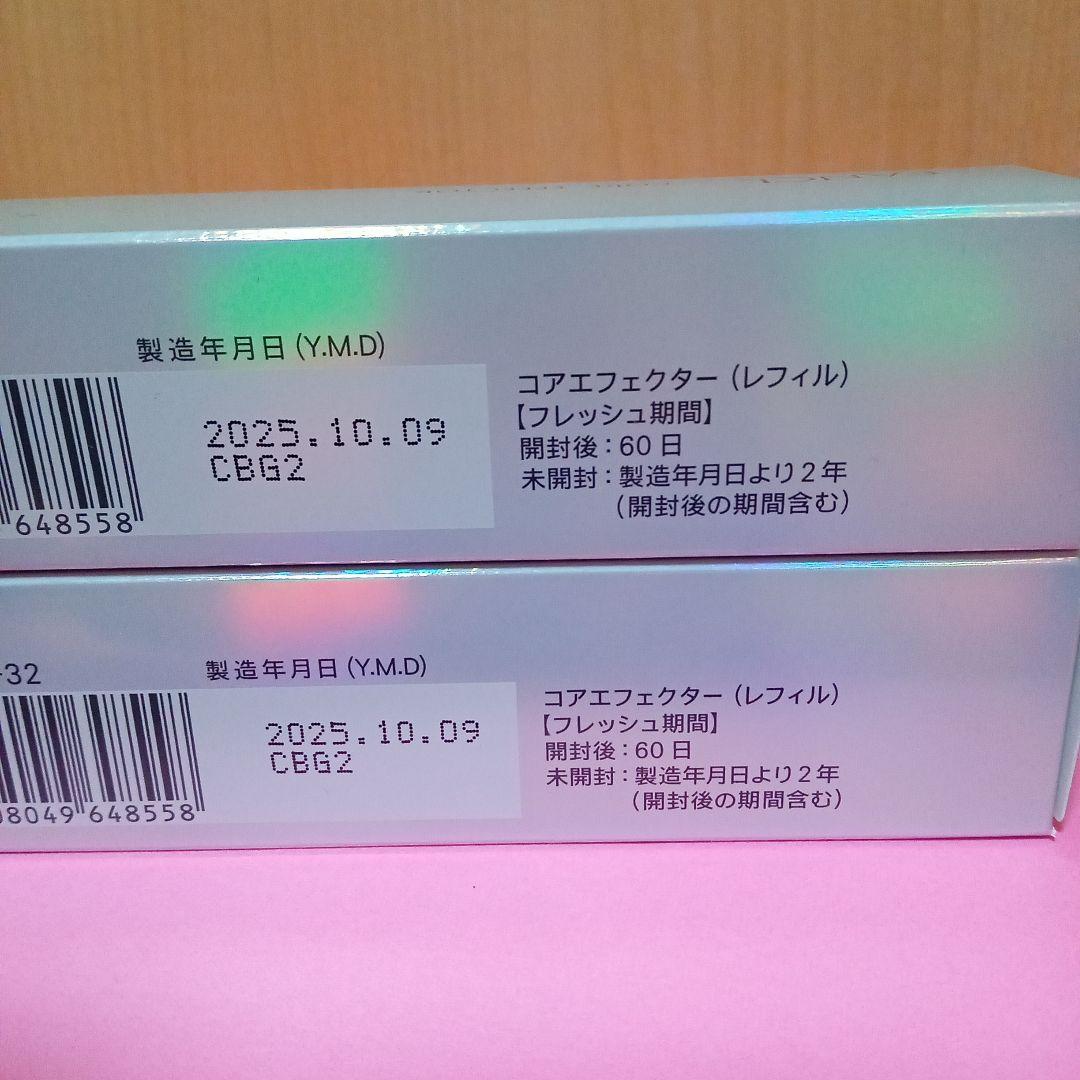 製造年月日(Y.M.D)
2025.10.09
CBG2
648558
コアエフェクター(レフィル)
【フレッシュ期間】
開封後:60日
未開封:製造年月日より2年
(開封後の期間含む)
-32
製造年月日(Y.M.D)
2025.10.09
CBG2
08049 648558
コアエフェクター(レフィル)
【フレッシュ期間】
開封後:60日
未開封:製造年月日より2年
(開封後の期間含む)